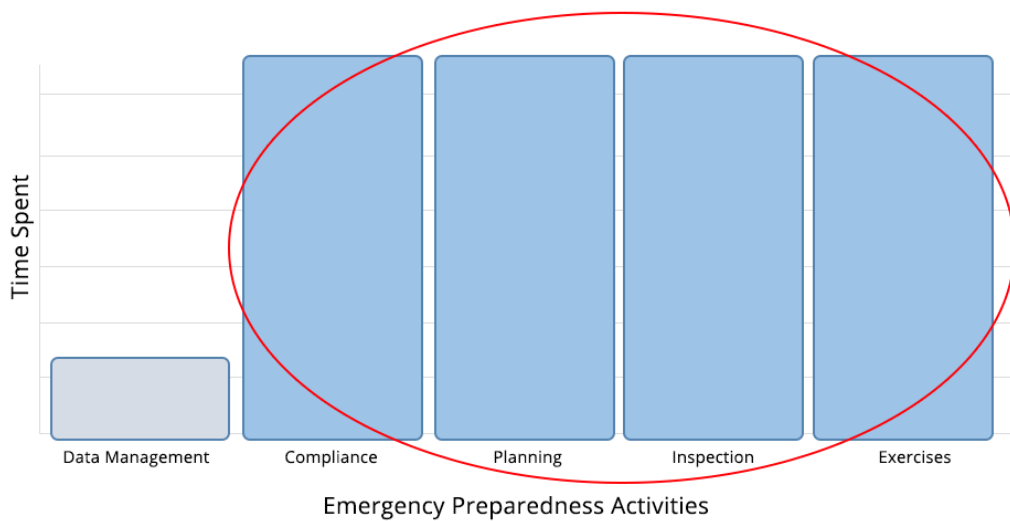 Time Spent
Data Management
Compliance
Planning
Inspection
Exercises
Emergency Preparedness Activities